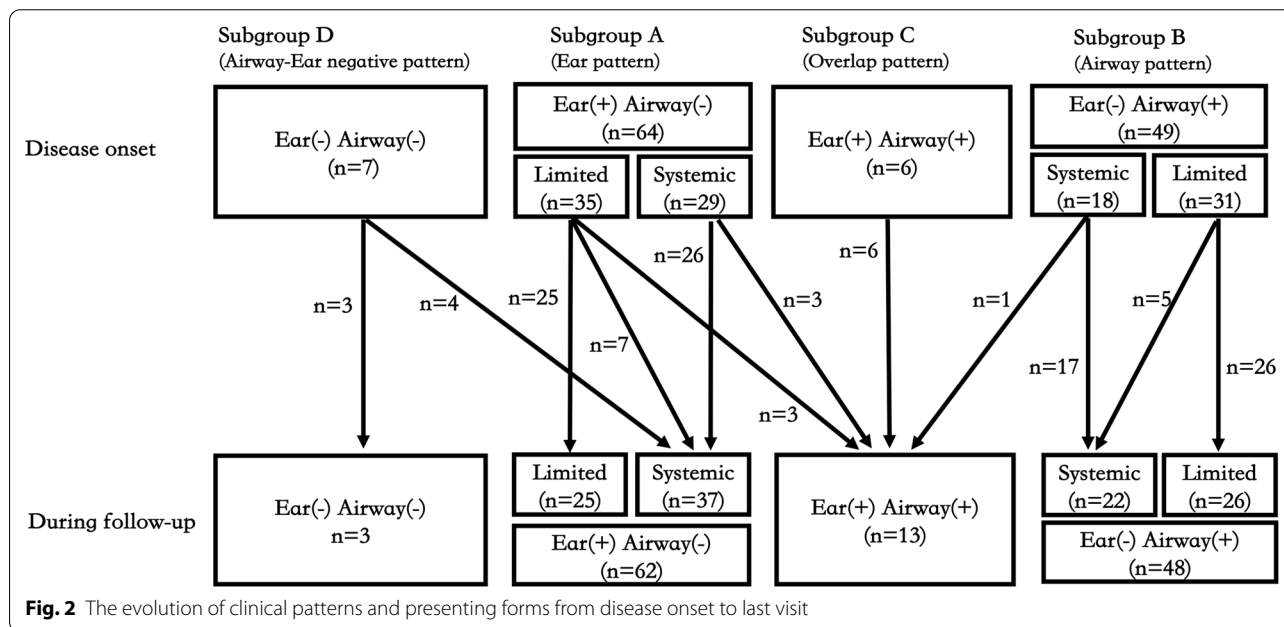 Subgroup D
(Airway-Ear negative pattern)
Subgroup A
(Ear pattern)
Subgroup C
(Overlap pattern)
Subgroup B
(Airway pattern)
Disease onset
Ear(-) Airway(-)
(n=7)
Ear(+) Airway(-)
(n=64)
Limited
(n=35)
Systemic
(n=29)
Ear(+) Airway(+)
(n=6)
Ear(-) Airway(+)
(n=49)
Systemic
(n=18)
Limited
(n=31)
n=3
n=4
n=25
n=7
n=26
n=3
n=3
n=6
n=1
n=17
n=5
n=26
During follow-up
Ear(-) Airway(-)
n=3
Limited
(n=25)
Systemic
(n=37)
Ear(+) Airway(-)
(n=62)
Ear(+) Airway(+)
(n=13)
Systemic
(n=22)
Limited
(n=26)
Ear(-) Airway(+)
(n=48)
Fig. 2 The evolution of clinical patterns and presenting forms from disease onset to last visit